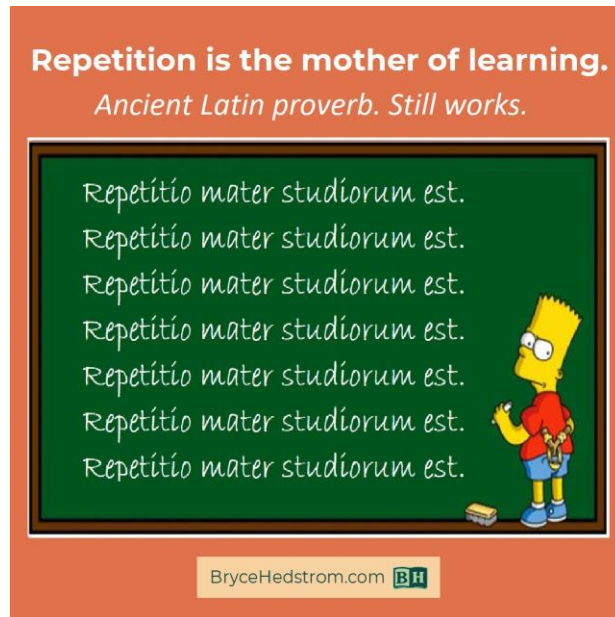 Repetition is the mother of learning.
Ancient Latin proverb. Still works.
Repetitio mater studiorum est.
Repetitio mater studiorum est.
Repetitio mater studiorum est.
Repetitio mater studiorum est.
Repetitio mater studiorum est.
Repetitio mater studiorum est.
Repetitio mater studiorum est.
BryceHedstrom.com BH